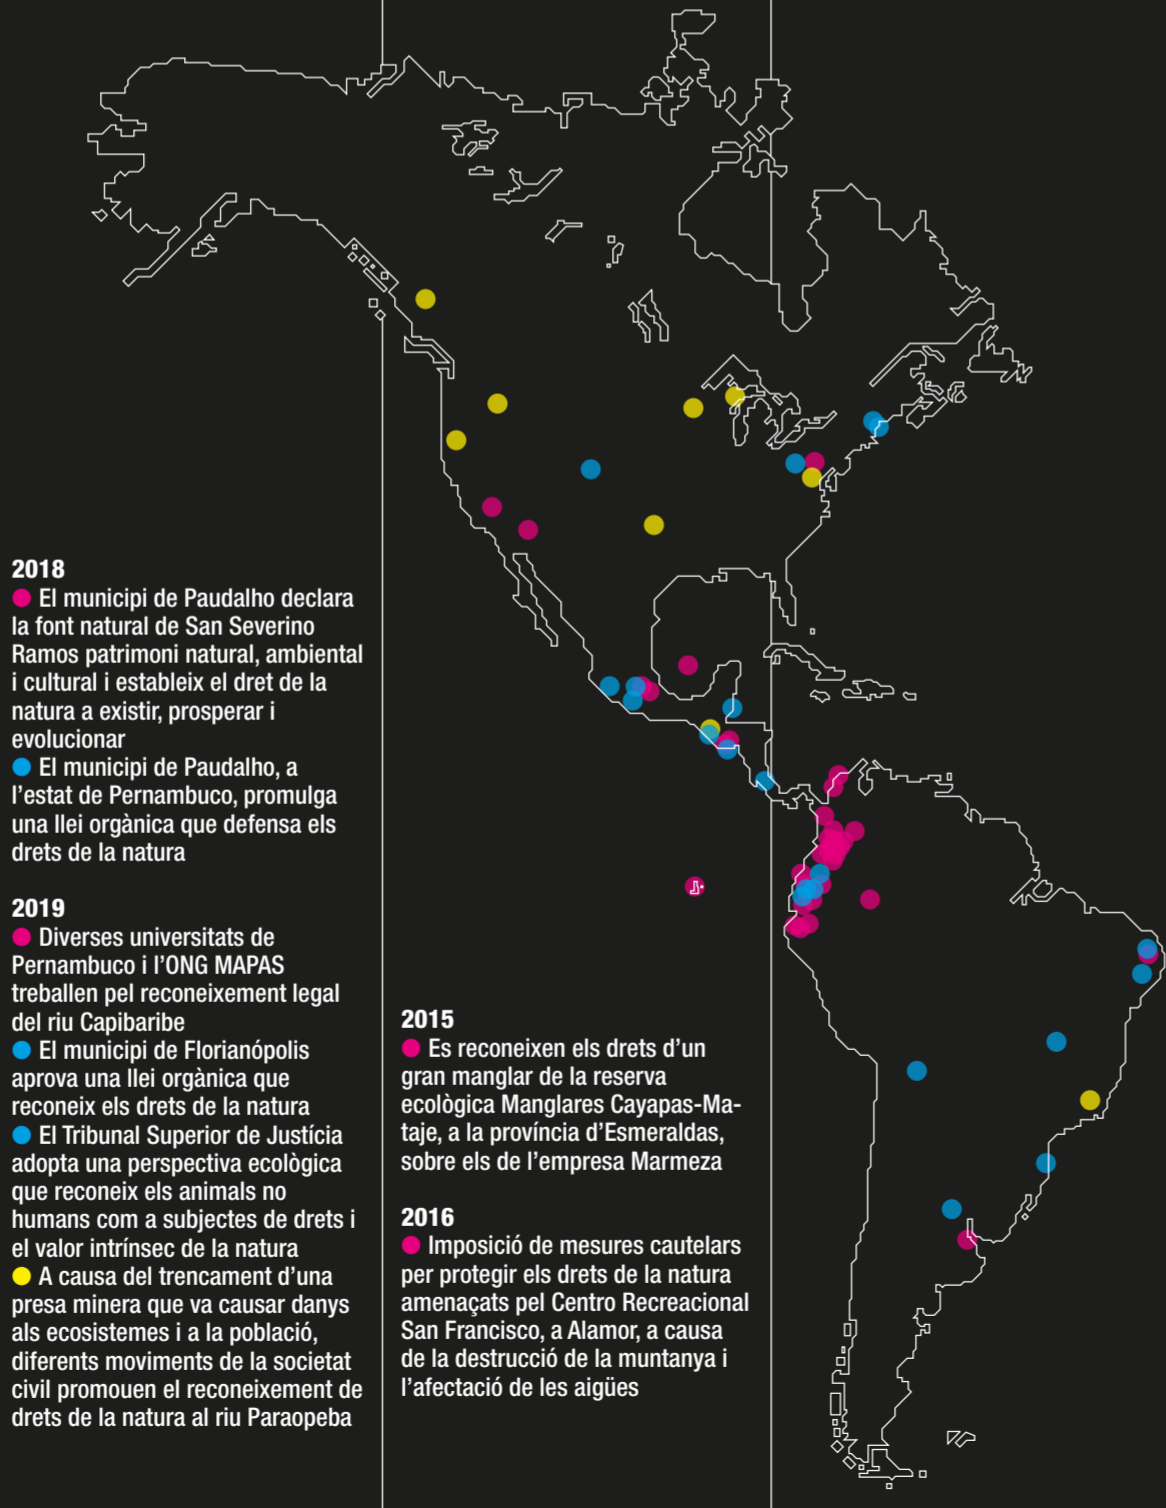 2018
El municipi de Paudalho declara
la font natural de San Severino
Ramos patrimoni natural, ambiental
i cultural i estableix el dret de la
natura a existir, prosperar i
evolucionar
El municipi de Paudalho, a
l’estat de Pernambuco, promulga
una llei orgànica que defensa els
drets de la natura
2019
Diverses universitats de
Pernambuco i l’ONG MAPAS
treballen pel reconeixement legal
del riu Capibaribe
El municipi de Florianópolis
aprova una llei orgànica que
reconeix els drets de la natura
El Tribunal Superior de Justícia
adopta una perspectiva ecològica
que reconeix els animals no
humans com a subjectes de drets i
el valor intrínsec de la natura
A causa del trencament d’una
presa minera que va causar danys
als ecosistemes i a la població,
diferents moviments de la societat
civil promouen el reconeixement de
drets de la natura al riu Paraopeba
2015
Es reconeixen els drets d’un
gran manglar de la reserva
ecològica Manglares Cayapas-Ma-
taje, a la província d’Esmeraldas,
sobre els de l’empresa Marmeza
2016
Imposició de mesures cautelars
per protegir els drets de la natura
amenaçats pel Centro Recreacional
San Francisco, a Alamor, a causa
de la destrucció de la muntanya i
l’afectació de les aigües